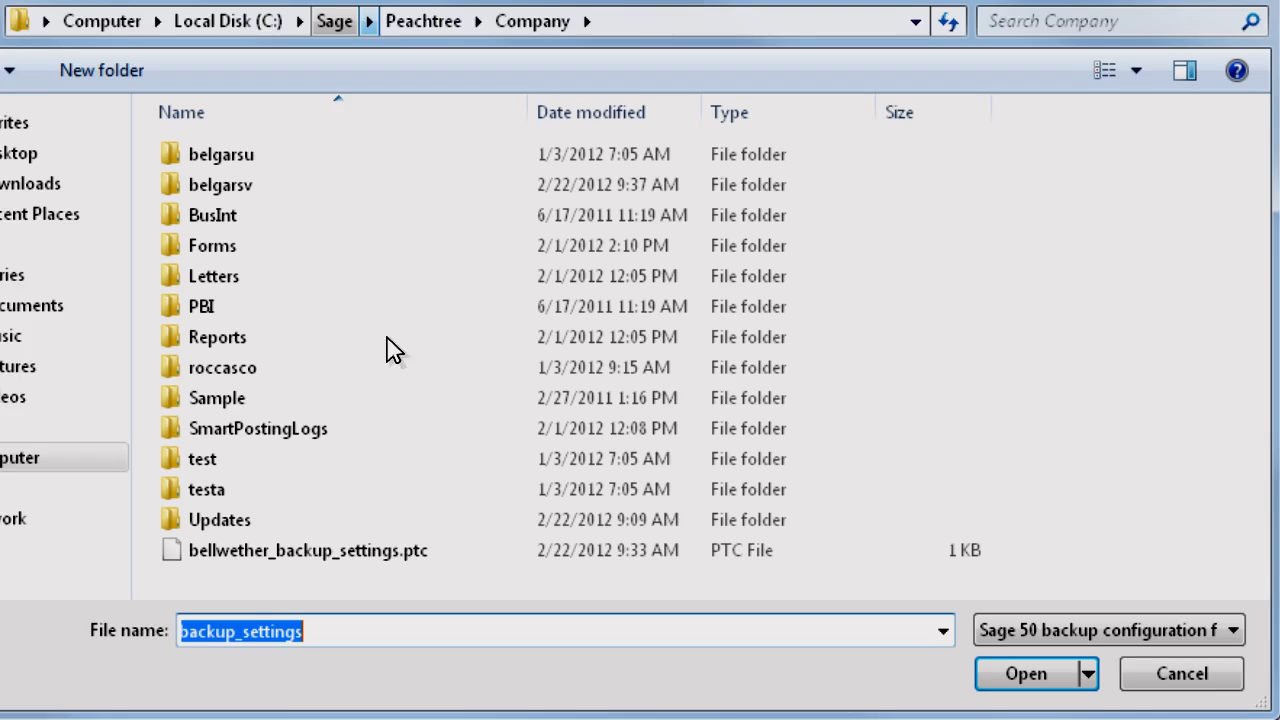 Computer Local Disk (C:) Sage Peachtree Company Search Company
New folder
Name Date modified Type Size
rites
sktop
wnloads
cent Places
ries
cuments
sic
tures
eos
puter
ork
belgarsu 1/3/2012 7:05 AM File folder
belgarsv 2/22/2012 9:37 AM File folder
BusInt 6/17/2011 11:19 AM File folder
Forms 2/1/2012 2:10 PM File folder
Letters 2/1/2012 12:05 PM File folder
PBI 6/17/2011 11:19 AM File folder
Reports 2/1/2012 12:05 PM File folder
roccasco 1/3/2012 9:15 AM File folder
Sample 2/27/2011 1:16 PM File folder
SmartPostingLogs 2/1/2012 12:08 PM File folder
test 1/3/2012 7:05 AM File folder
testa 1/3/2012 7:05 AM File folder
Updates 2/22/2012 9:09 AM File folder
bellwether_backup_settings.ptc 2/22/2012 9:33 AM PTC File 1 KB
File name: backup_settings Sage 50 backup configuration f
Open Cancel